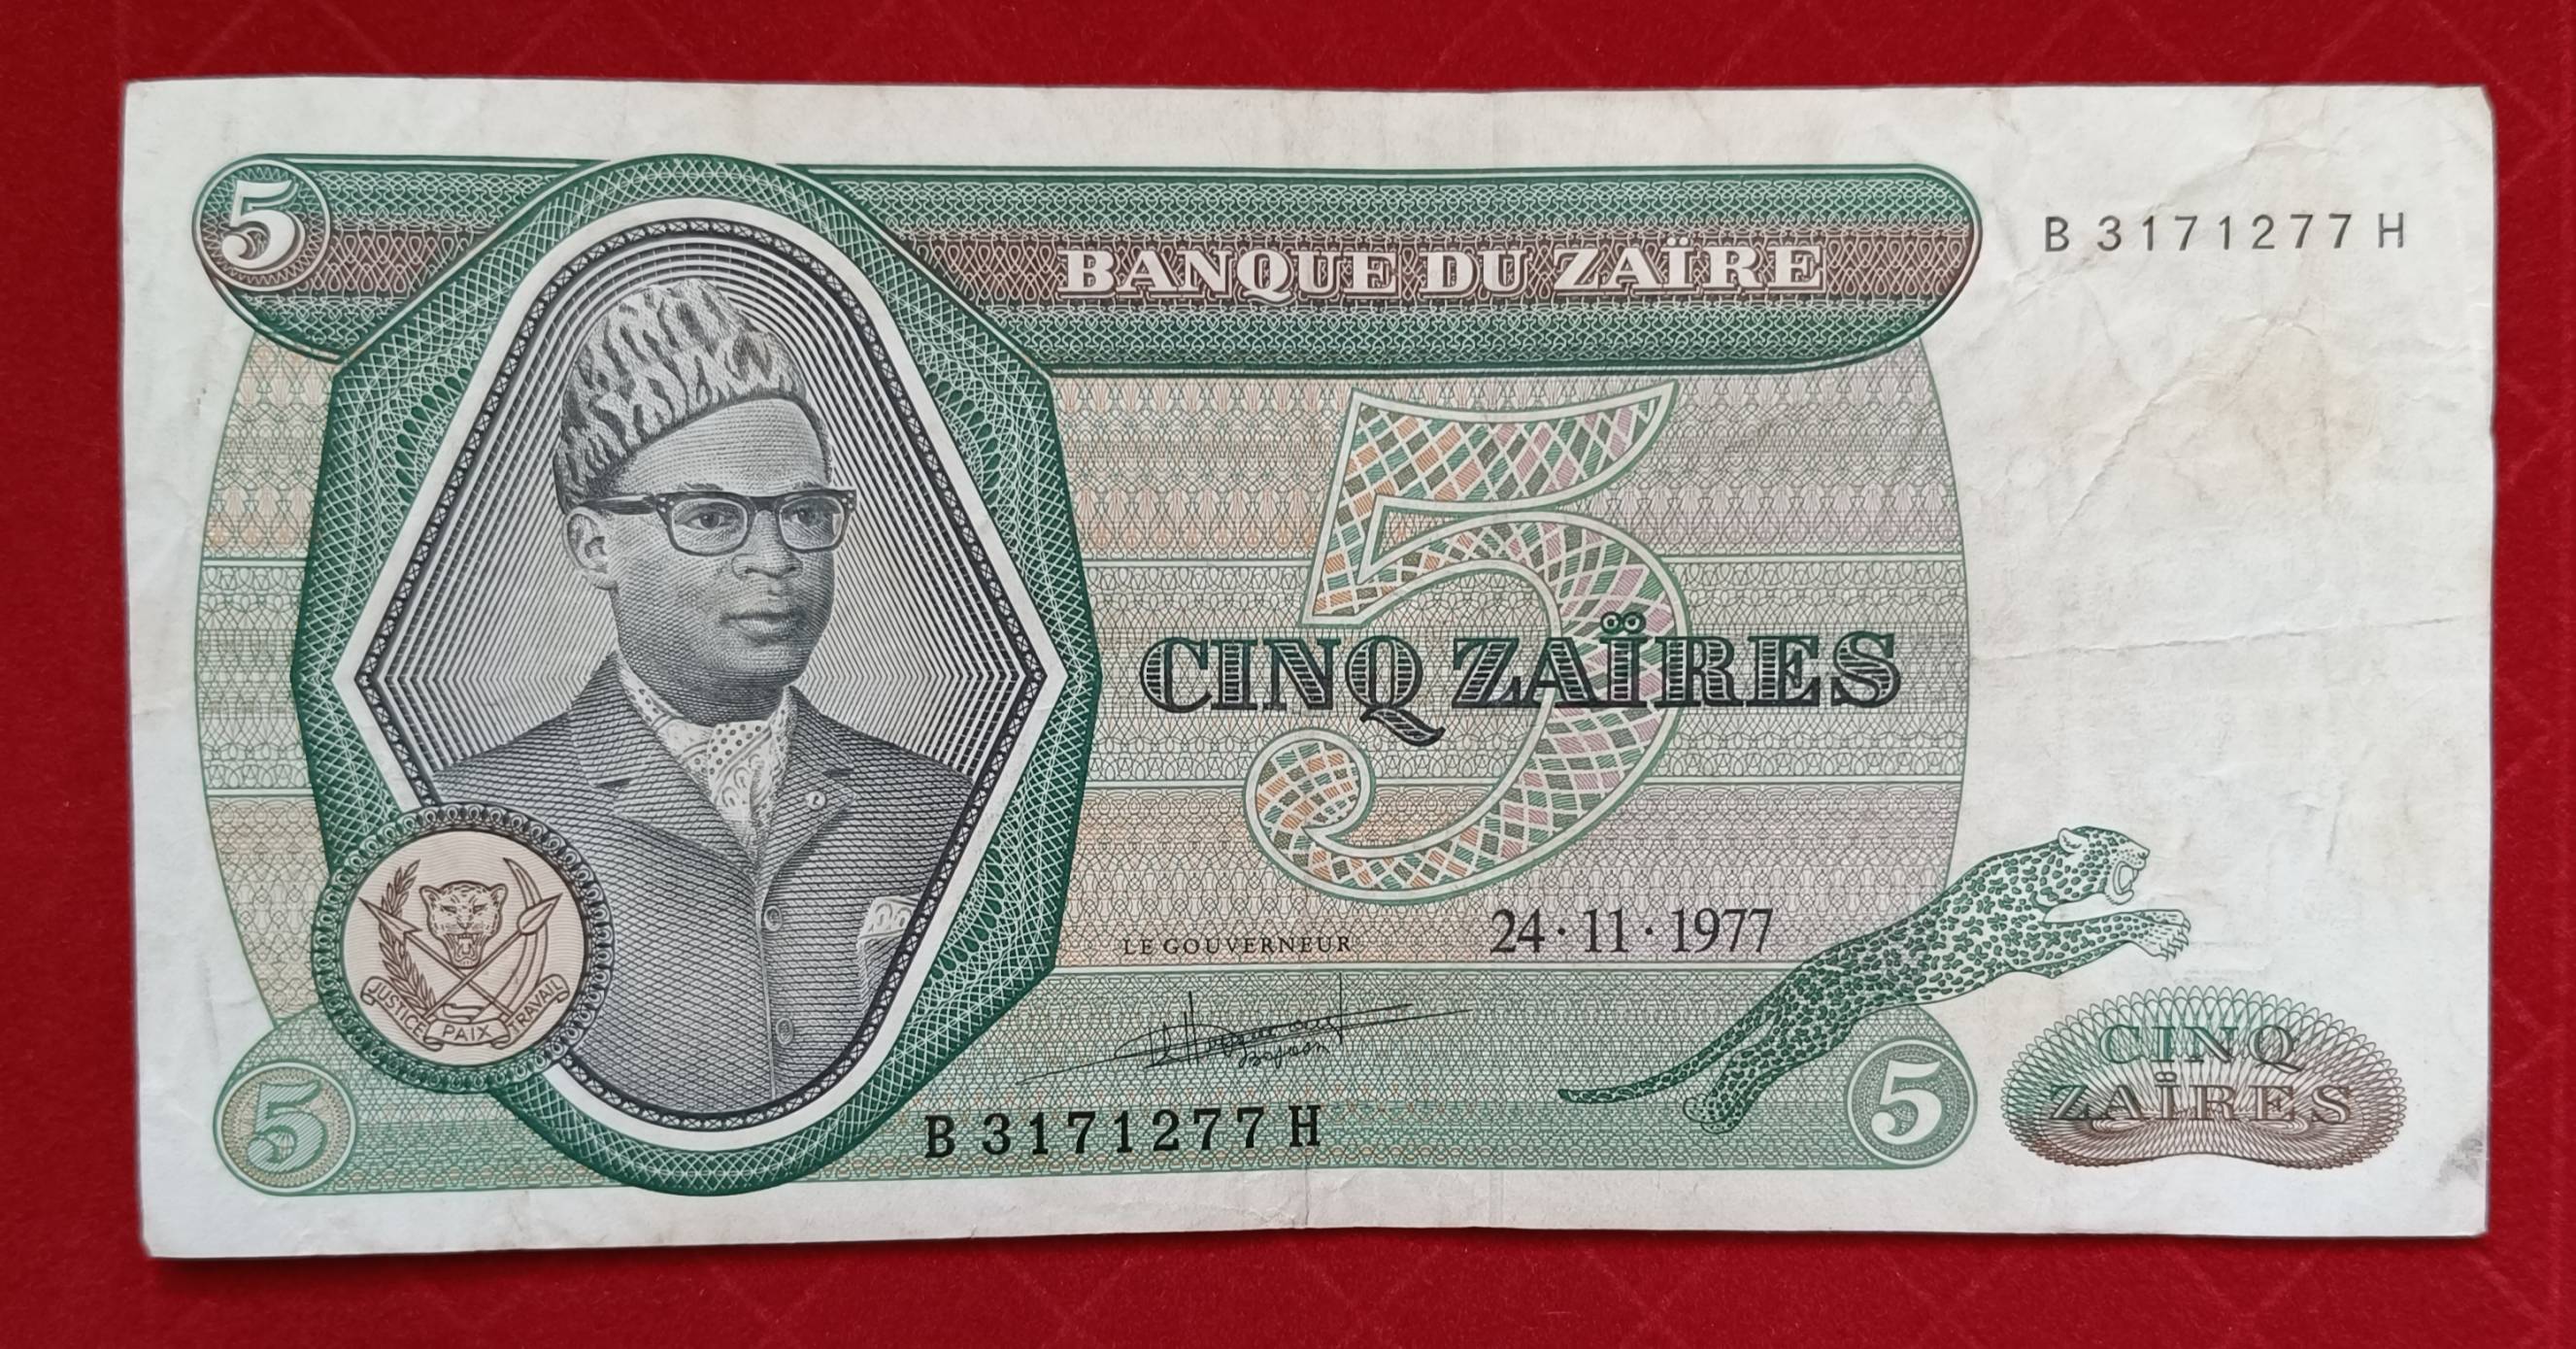 5
BANQUE DU ZAÏRE
B 3171277 H
5
CINQ ZAÏRES
LE GOUVERNEUR
24·11·1977
JUSTICE PAIX TRAVAIL
5
B 3171277 H
5
CINQ
ZAÏRES